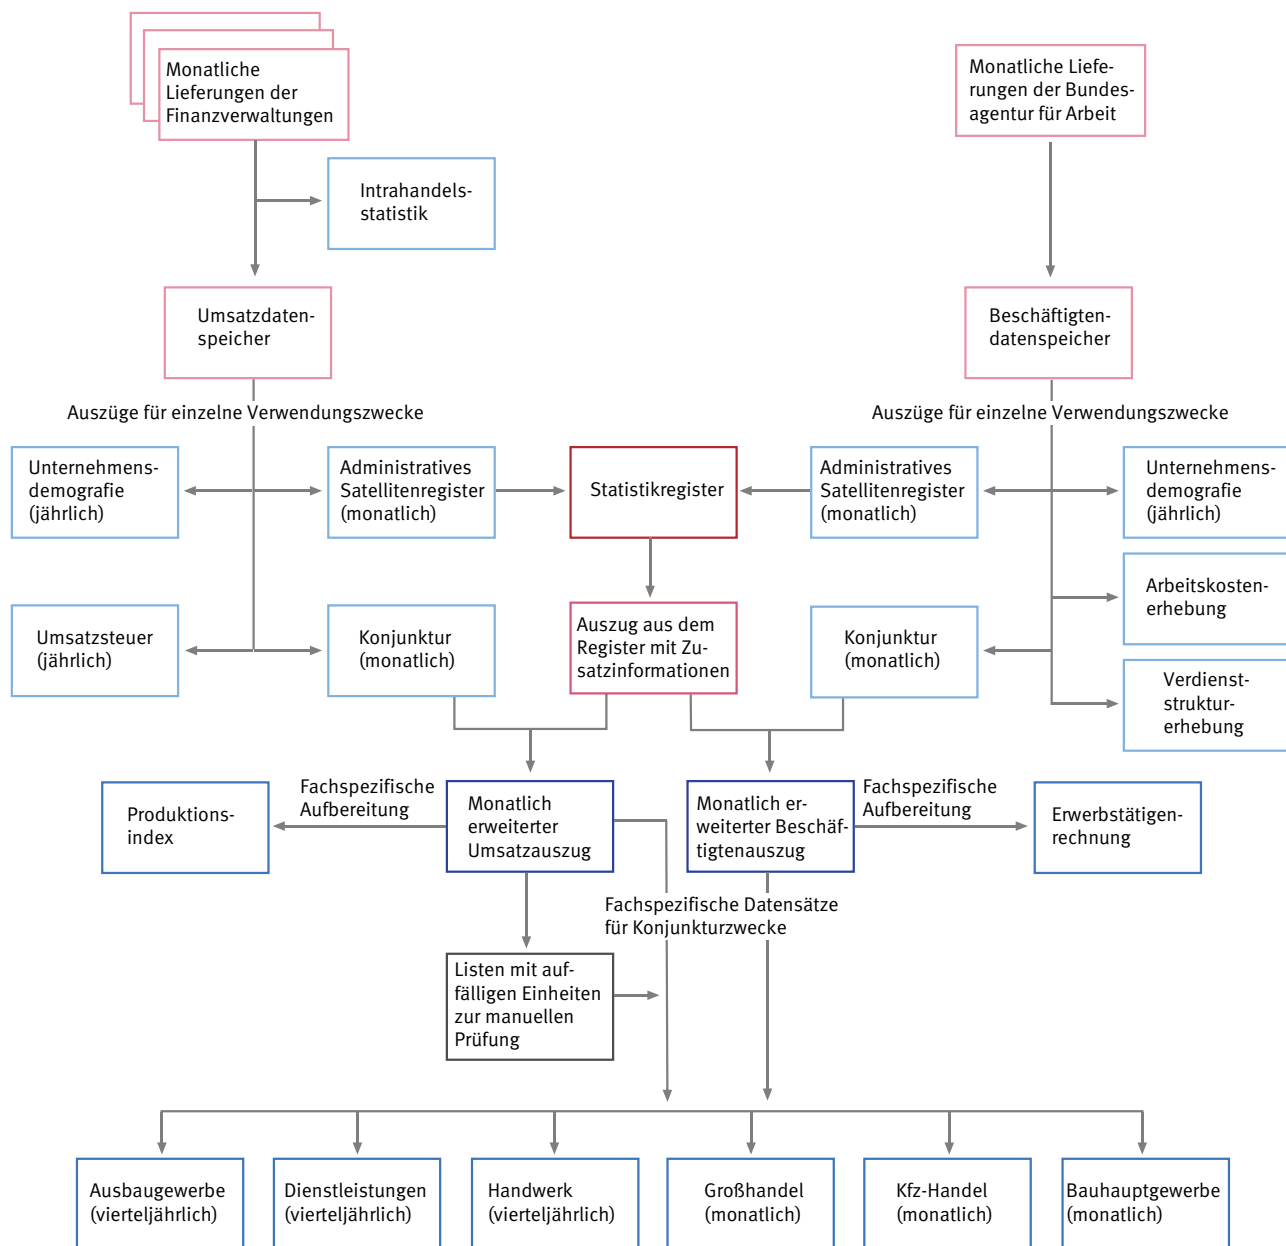 Monatliche
Lieferungen der
Finanzverwaltungen
Monatliche Liefe-
rungen der Bundes-
agentur für Arbeit
Intrahandels-
statistik
Umsatzdaten-
speicher
Beschäftigten-
datenspeicher
Auszüge für einzelne Verwendungszwecke
Auszüge für einzelne Verwendungszwecke
Unternehmens-
demografie
(jährlich)
Administratives
Satellitenregister
(monatlich)
Statistikregister
Administratives
Satellitenregister
(monatlich)
Unternehmens-
demografie
(jährlich)
Arbeitskosten-
erhebung
Umsatzsteuer
(jährlich)
Konjunktur
(monatlich)
Auszug aus dem
Register mit Zu-
satzinformationen
Konjunktur
(monatlich)
Verdienst-
struktur-
erhebung
Produktions-
index
Fachspezifische
Aufbereitung
Monatlich
erweiterter
Umsatzauszug
Monatlich er-
weiterter Beschäf-
tigtenauszug
Fachspezifische
Aufbereitung
Erwerbstätigen-
rechnung
Fachspezifische Datensätze
für Konjunkturzwecke
Listen mit auf-
fälligen Einheiten
zur manuellen
Prüfung
Ausbaugewerbe
(vierteljährlich)
Dienstleistungen
(vierteljährlich)
Handwerk
(vierteljährlich)
Großhandel
(monatlich)
Kfz-Handel
(monatlich)
Bauhauptgewerbe
(monatlich)